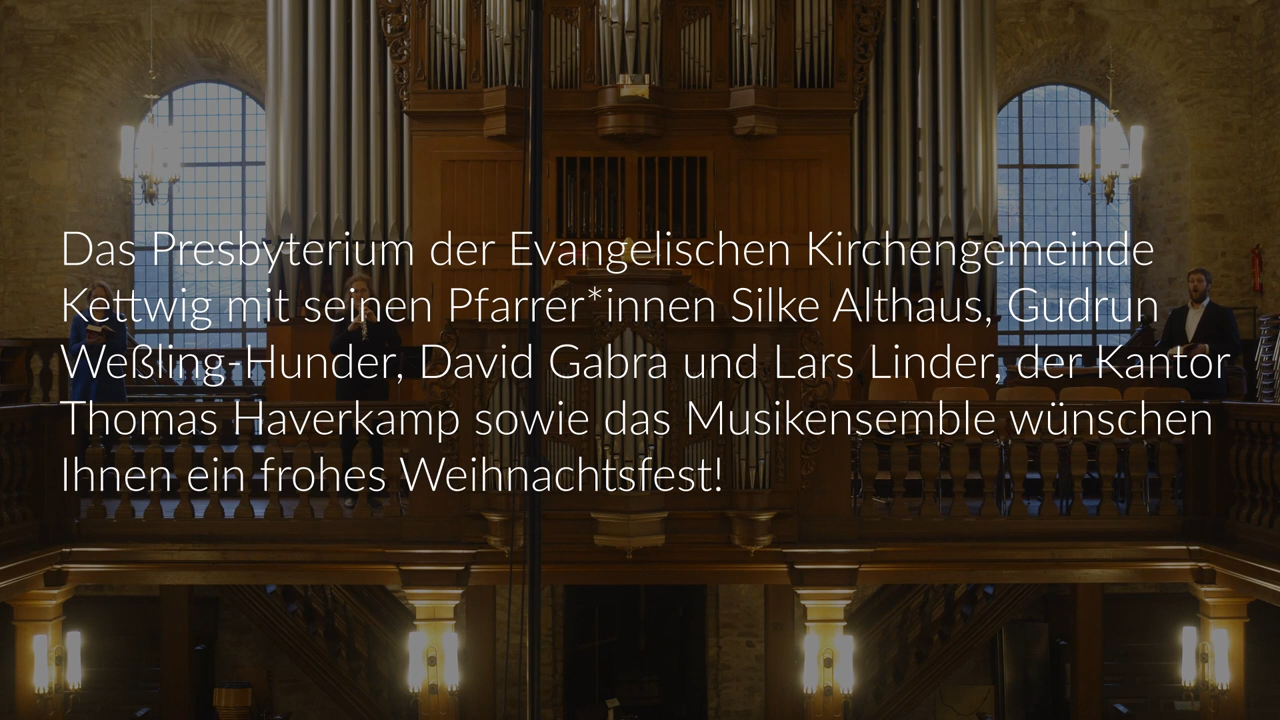 Das Presbyterium der Evangelischen Kirchengemeinde
Kettwig mit seinen Pfarrer*innen Silke Althaus, Gudrun
Weßling-Hunder, David Gabra und Lars Linder, der Kantor
Thomas Haverkamp sowie das Musikensemble wünschen
Ihnen ein frohes Weihnachtsfest!